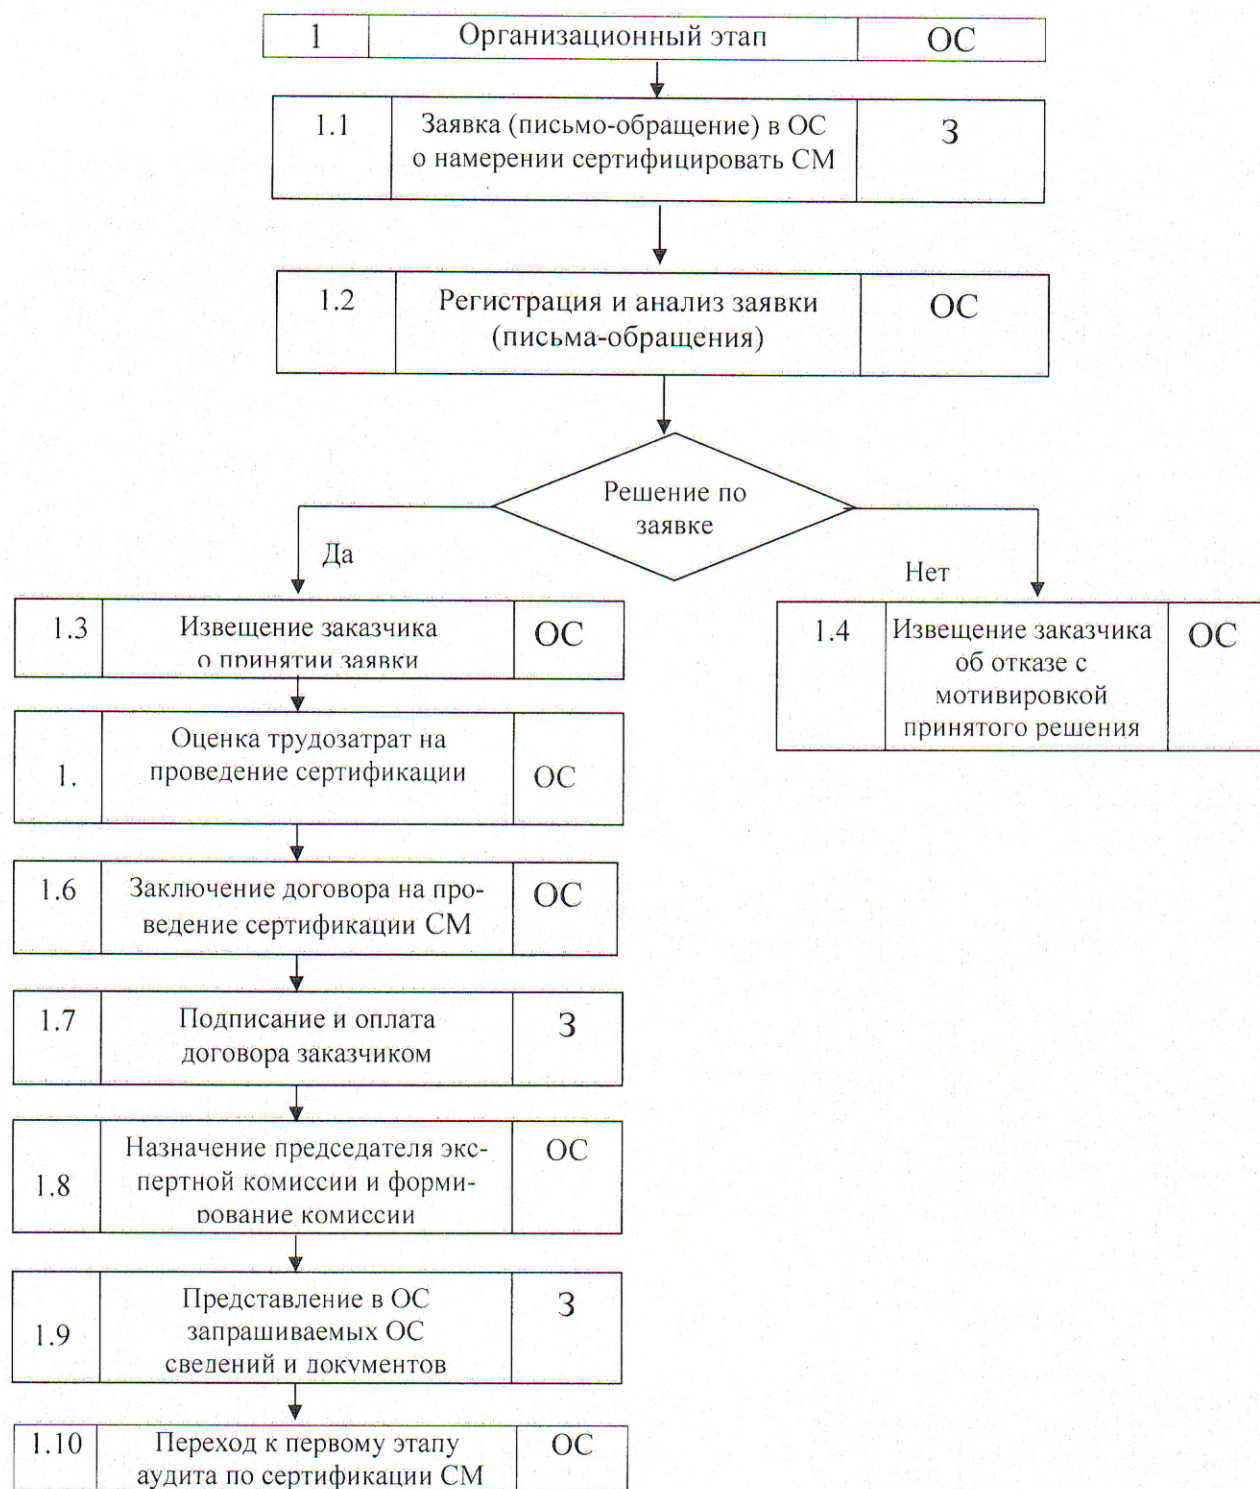 1 Организационный этап ОС
1.1 Заявка (письмо-обращение) в ОС З
о намерении сертифицировать СМ
1.2 Регистрация и анализ заявки ОС
(письма-обращения)
Решение по
заявке
Да
Нет
1.3 Извещение заказчика ОС
о принятии заявки
1.4 Извещение заказчика ОС
об отказе с
мотивировкой
принятого решения
Оценка трудозатрат на
1. проведение сертификации ОС
1.6 Заключение договора на про- ОС
ведение сертификации СМ
1.7 Подписание и оплата З
договора заказчиком
Назначение председателя экс- ОС
1.8 пертной комиссии и форми-
рование комиссии
Представление в ОС З
1.9 запрашиваемых ОС
сведений и документов
1.10 Переход к первому этапу ОС
аудита по сертификации СМ